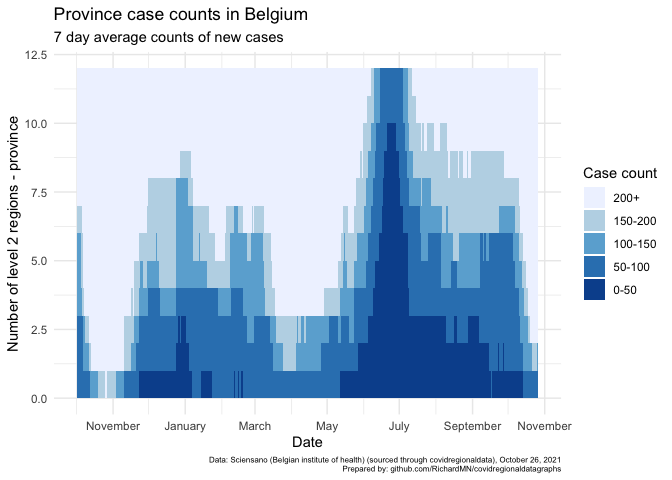 Province case counts in Belgium
7 day average counts of new cases
12.5
10.0
7.5
5.0
2.5
0.0
Number of level 2 regions - province
November
January
March
May
July
September
November
Date
Case count
200+
150-200
100-150
50-100
0-50
Data: Sciensano (Belgian institute of health) (sourced through covidregionaldata), October 26, 2021
Prepared by: github.com/RichardMN/covidregionaldatagraphs